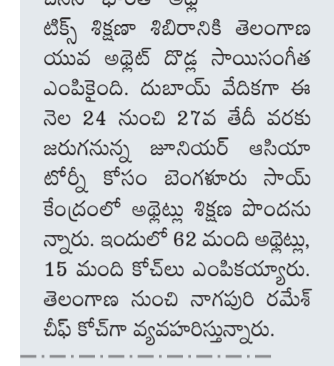 టిక్స్ శిక్షణా శిబిరానికి తెలంగాణ
యువ అథ్లెట్ దొడ్ల సాయిసంగీత
ఎంపికైంది. దుబాయ్ వేదికగా ఈ
నెల 24 నుంచి 27వ తేదీ వరకు
జరుగనున్న జూనియర్ ఆసియా
టోర్నీ కోసం బెంగళూరు సాయ్
కేంద్రంలో అథ్లెట్లు శిక్షణ పొందను
న్నారు. ఇందులో 62 మంది అథ్లెట్లు,
15 మంది కోచ్‌లు ఎంపికయ్యారు.
తెలంగాణ నుంచి నాగపురి రమేశ్
చీఫ్ కోచ్‌గా వ్యవహరిస్తున్నారు.